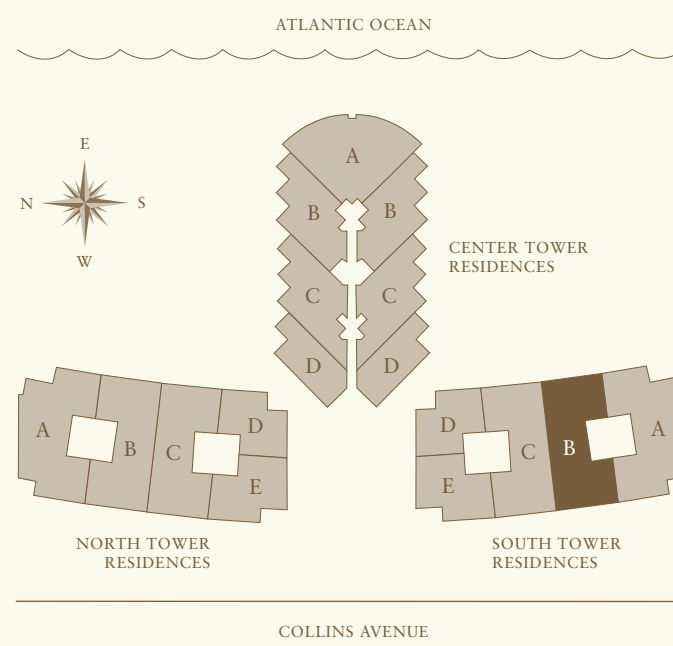 ATLANTIC OCEAN
E
N
S
W
A
B
B
CENTER TOWER
RESIDENCES
C
C
D
D
A
B
C
D
E
D
E
C
B
A
NORTH TOWER
RESIDENCES
SOUTH TOWER
RESIDENCES
COLLINS AVENUE